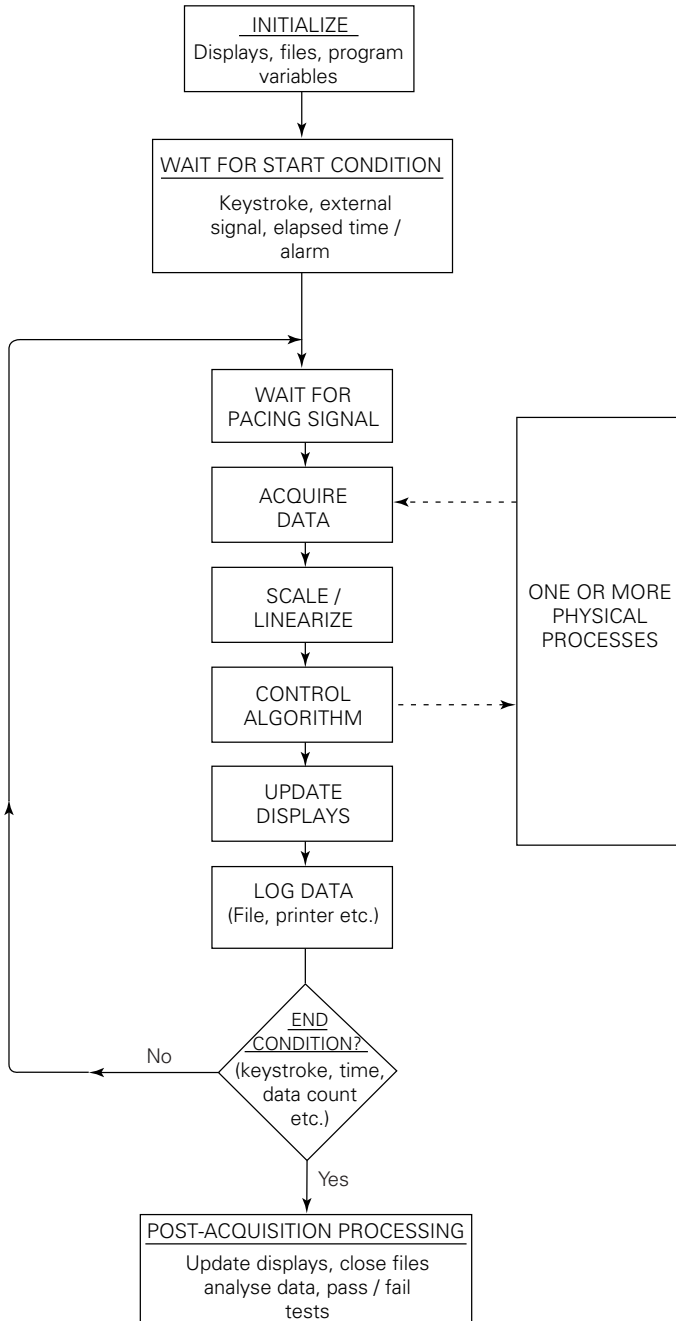 INITIALIZE
Displays, files, program
variables
WAIT FOR START CONDITION
Keystroke, external
signal, elapsed time /
alarm
WAIT FOR
PACING SIGNAL
ACQUIRE
DATA
SCALE /
LINEARIZE
CONTROL
ALGORITHM
UPDATE
DISPLAYS
LOG DATA
(File, printer etc.)
ONE OR MORE
PHYSICAL
PROCESSES
END
CONDITION?
(keystroke, time,
data count
etc.)
No
Yes
POST-ACQUISITION PROCESSING
Update displays, close files
analyse data, pass / fail
tests